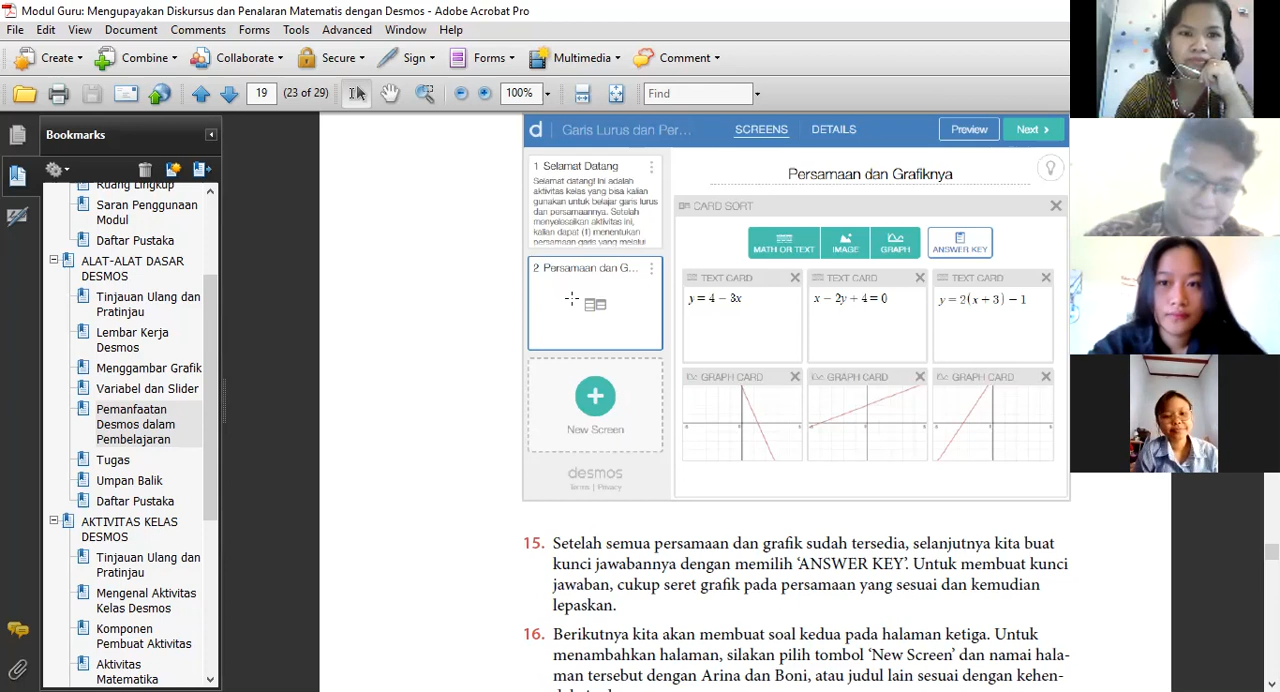 Modul Guru: Mengupayakan Diskursus dan Penalaran Matematis dengan Desmos - Adobe Acrobat Pro
File Edit View Document Comments Forms Tools Advanced Window Help
Create Combine Collaborate Secure Sign Forms Multimedia Comment
19 (23 of 29) 100% Find
Bookmarks
Ruang Lingkup
Saran Penggunaan
Modul
Daftar Pustaka
ALAT-ALAT DASAR
DESMOS
Tinjauan Ulang dan
Pratinjau
Lembar Kerja
Desmos
Menggambar Grafik
Variabel dan Slider
Pemanfaatan
Desmos dalam
Pembelajaran
Tugas
Umpan Balik
Daftar Pustaka
AKTIVITAS KELAS
DESMOS
Tinjauan Ulang dan
Pratinjau
Mengenal Aktivitas
Kelas Desmos
Komponen
Pembuat Aktivitas
Aktivitas
Matematika
d Garis Lurus dan Per... SCREENS DETAILS Preview Next >
1 Selamat Datang
Selamat datang! Ini adalah
aktivitas kelas yang bisa kalian
gunakan untuk belajar garis lurus
dan persamaannya. Setelah
menyelesaikan aktivitas ini,
kalian dapat (1) menentukan
persamaan garis yang melalui
2 Persamaan dan G...
New Screen
desmos
Terms | Privacy
Persamaan dan Grafiknya
CARD SORT
MATH OR TEXT IMAGE GRAPH ANSWER KEY
TEXT CARD TEXT CARD TEXT CARD
y = 4 − 3x x − 2y + 4 = 0 y = 2(x + 3) − 1
GRAPH CARD GRAPH CARD GRAPH CARD
15. Setelah semua persamaan dan grafik sudah tersedia, selanjutnya kita buat
kunci jawabannya dengan memilih ‘ANSWER KEY’. Untuk membuat kunci
jawaban, cukup seret grafik pada persamaan yang sesuai dan kemudian
lepaskan.
16. Berikutnya kita akan membuat soal kedua pada halaman ketiga. Untuk
menambahkan halaman, silakan pilih tombol ‘New Screen’ dan namai hala-
man tersebut dengan Arina dan Boni, atau judul lain sesuai dengan kehen-